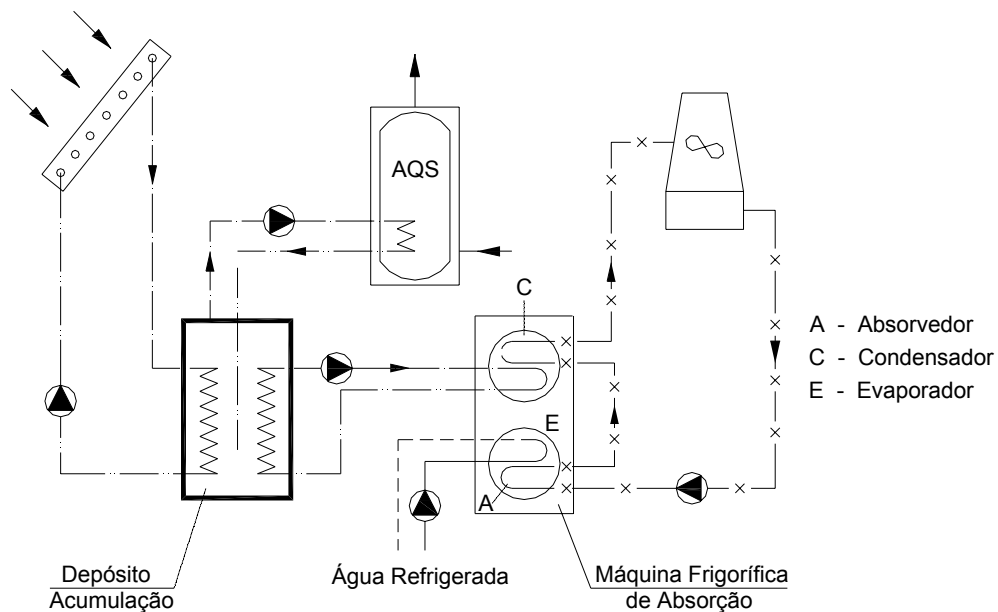 AQS
C
E
A
A - Absorvedor
C - Condensador
E - Evaporador
Depósito
Acumulação
Água Refrigerada
Máquina Frigorífica
de Absorção